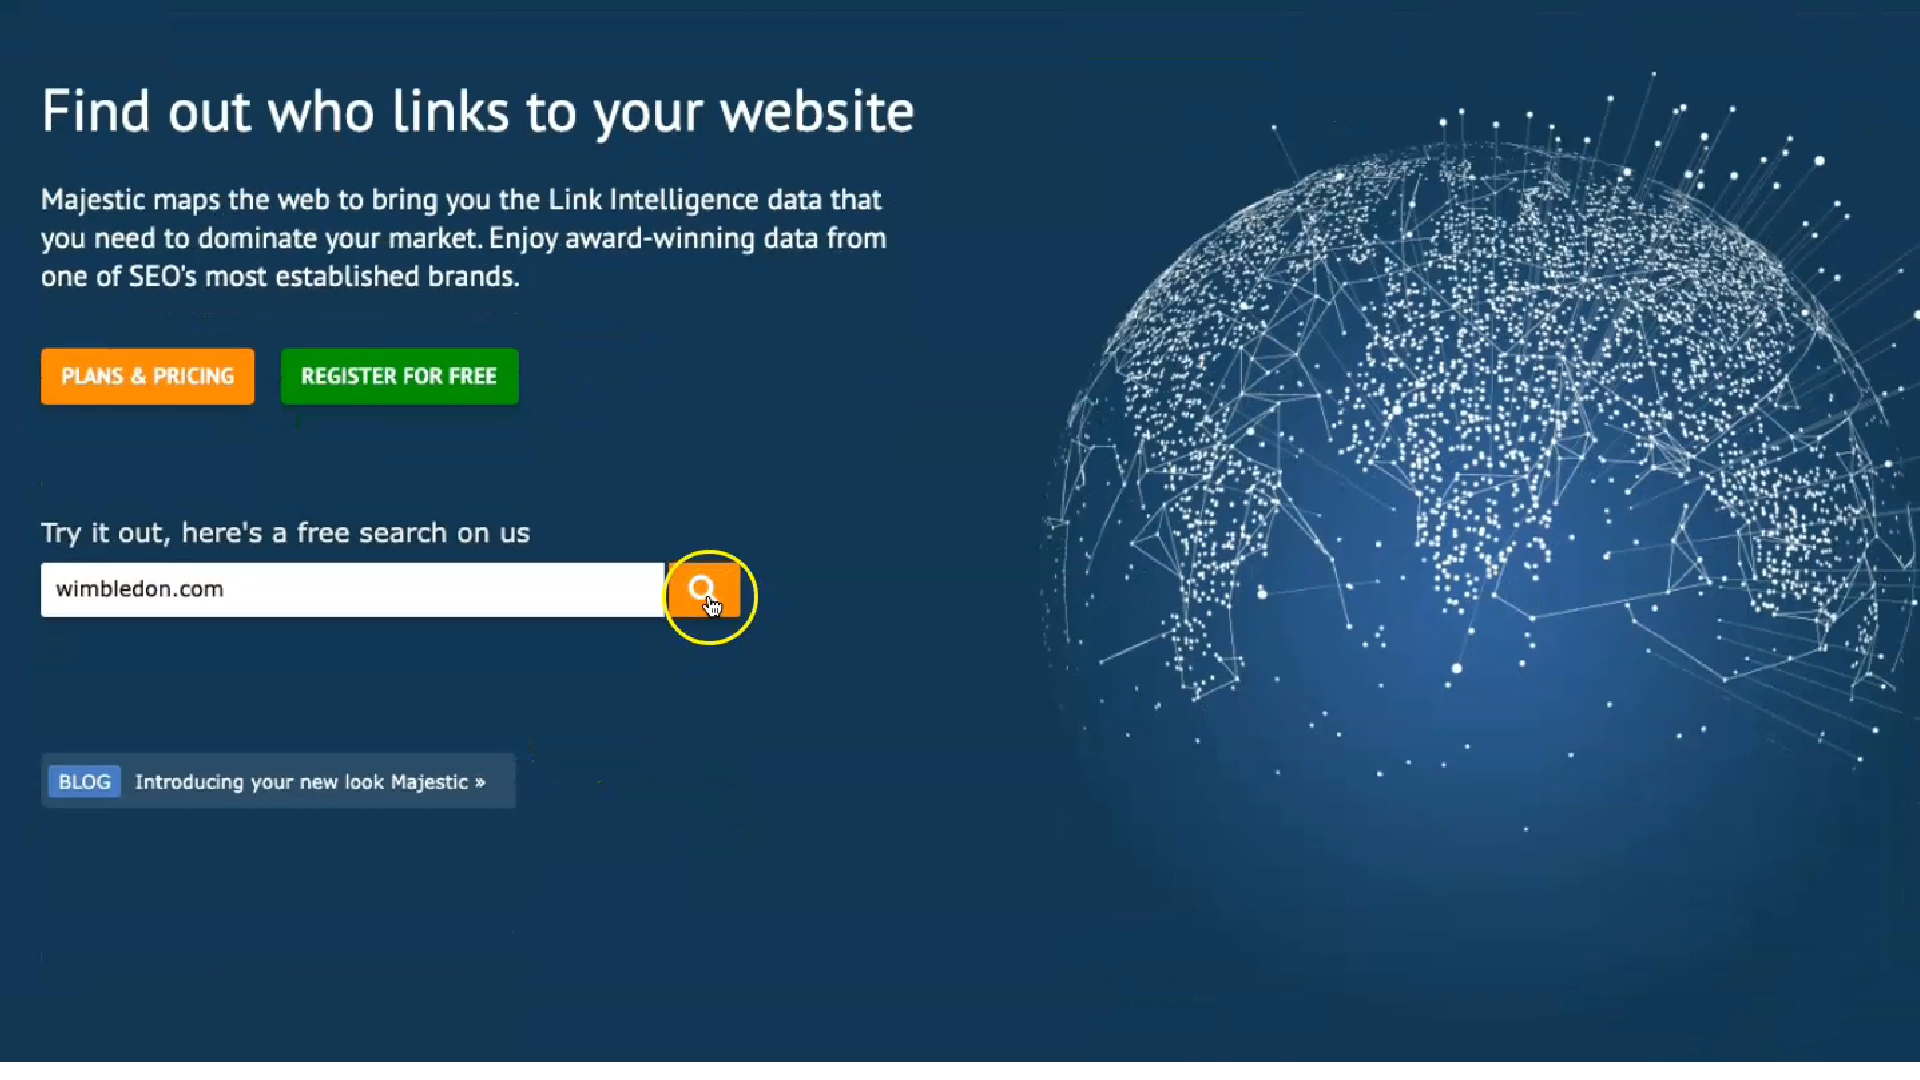 Find out who links to your website
Majestic maps the web to bring you the Link Intelligence data that
you need to dominate your market. Enjoy award-winning data from
one of SEO's most established brands.
PLANS & PRICING
REGISTER FOR FREE
Try it out, here's a free search on us
wimbledon.com
BLOG Introducing your new look Majestic »